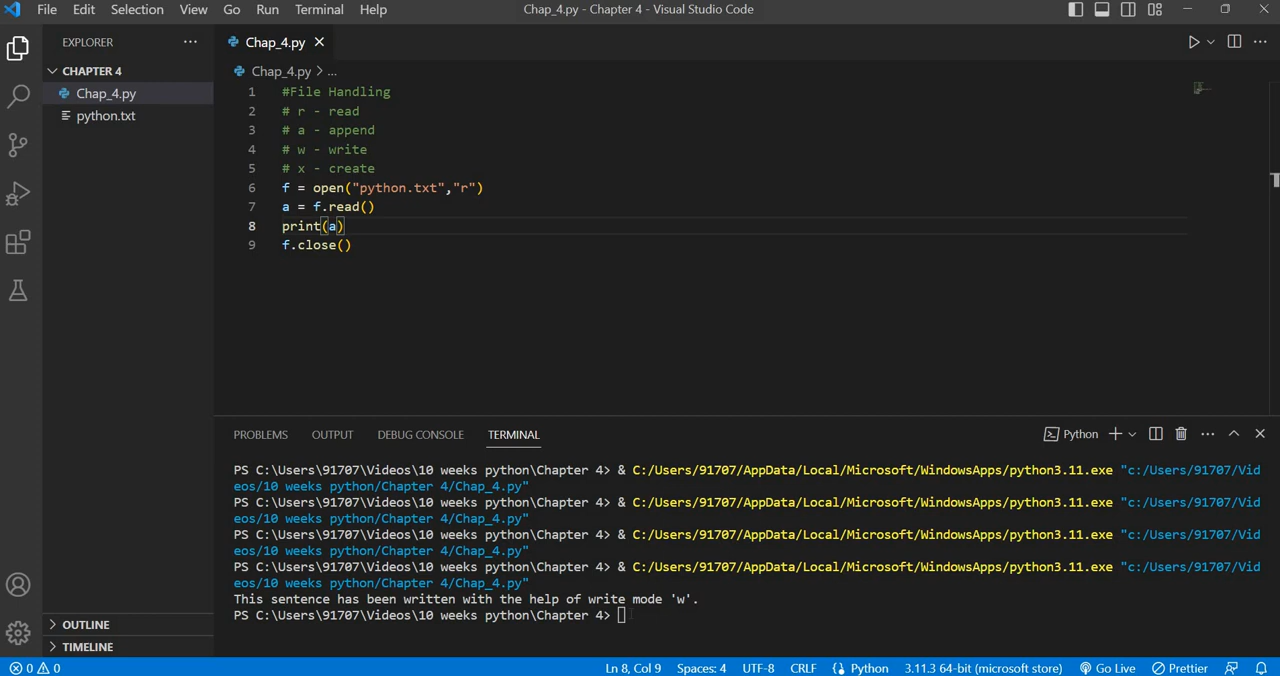 File Edit Selection View Go Run Terminal Help Chap_4.py - Chapter 4 - Visual Studio Code
EXPLORER
CHAPTER 4
Chap_4.py
python.txt
OUTLINE
TIMELINE
Chap_4.py
Chap_4.py > ...
1 #File Handling
2 # r - read
3 # a - append
4 # w - write
5 # x - create
6 f = open("python.txt","r")
7 a = f.read()
8 print(a)
9 f.close()
PROBLEMS OUTPUT DEBUG CONSOLE TERMINAL Python
PS C:\Users\91707\Videos\10 weeks python\Chapter 4> & C:/Users/91707/AppData/Local/Microsoft/WindowsApps/python3.11.exe "c:/Users/91707/Vid
eos/10 weeks python/Chapter 4/Chap_4.py"
PS C:\Users\91707\Videos\10 weeks python\Chapter 4> & C:/Users/91707/AppData/Local/Microsoft/WindowsApps/python3.11.exe "c:/Users/91707/Vid
eos/10 weeks python/Chapter 4/Chap_4.py"
PS C:\Users\91707\Videos\10 weeks python\Chapter 4> & C:/Users/91707/AppData/Local/Microsoft/WindowsApps/python3.11.exe "c:/Users/91707/Vid
eos/10 weeks python/Chapter 4/Chap_4.py"
PS C:\Users\91707\Videos\10 weeks python\Chapter 4> & C:/Users/91707/AppData/Local/Microsoft/WindowsApps/python3.11.exe "c:/Users/91707/Vid
eos/10 weeks python/Chapter 4/Chap_4.py"
This sentence has been written with the help of write mode 'w'.
PS C:\Users\91707\Videos\10 weeks python\Chapter 4>
0 0 Ln 8, Col 9 Spaces: 4 UTF-8 CRLF Python 3.11.3 64-bit (microsoft store) Go Live Prettier